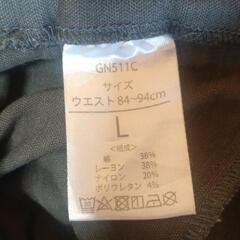 GN511C
サイズ
ウエスト 84~94cm
L
<組成>
綿 38%
レーヨン 38%
ナイロン 20%
ポリウレタン 4%